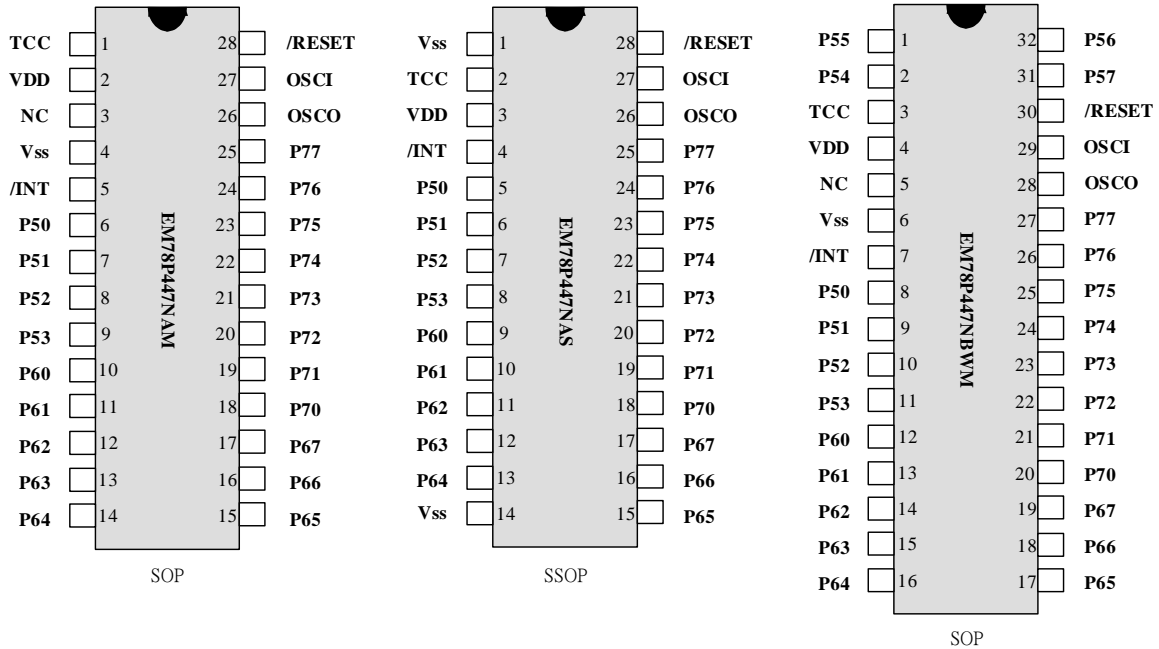 TCC 1 28 /RESET
VDD 2 27 OSCI
NC 3 26 OSCO
Vss 4 25 P77
/INT 5 24 P76
P50 6 23 P75
P51 7 22 P74
P52 8 21 P73
P53 9 20 P72
P60 10 19 P71
P61 11 18 P70
P62 12 17 P67
P63 13 16 P66
P64 14 15 P65
EM78P447NAM
SOP
Vss 1 28 /RESET
TCC 2 27 OSCI
VDD 3 26 OSCO
/INT 4 25 P77
P50 5 24 P76
P51 6 23 P75
P52 7 22 P74
P53 8 21 P73
P60 9 20 P72
P61 10 19 P71
P62 11 18 P70
P63 12 17 P67
P64 13 16 P66
Vss 14 15 P65
EM78P447NAS
SSOP
P55 1 32 P56
P54 2 31 P57
TCC 3 30 /RESET
VDD 4 29 OSCI
NC 5 28 OSCO
Vss 6 27 P77
/INT 7 26 P76
P50 8 25 P75
P51 9 24 P74
P52 10 23 P73
P53 11 22 P72
P60 12 21 P71
P61 13 20 P70
P62 14 19 P67
P63 15 18 P66
P64 16 17 P65
EM78P447NBWM
SOP